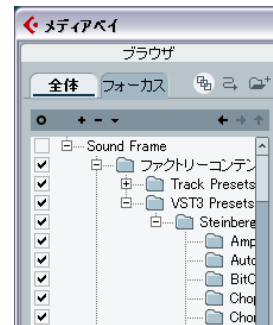 メディアベイ
ブラウザ
全体 フォーカス
Sound Frame
ファクトリーコンテン
Track Presets
VST3 Presets
Steinberg
Amp
Auto
BitC
Chop
Chor